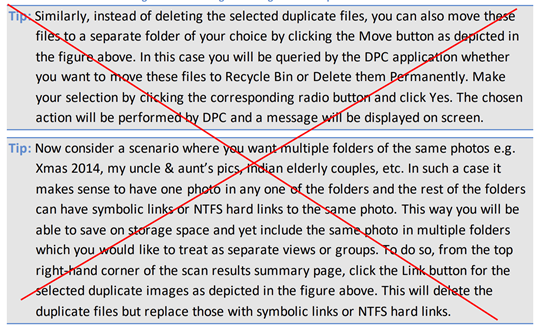 Tip: Similarly, instead of deleting the selected duplicate files, you can also move these
files to a separate folder of your choice by clicking the Move button as depicted in
the figure above. In this case you will be queried by the DPC application whether
you want to move these files to Recycle Bin or Delete them Permanently. Make
your selection by clicking the corresponding radio button and click Yes. The chosen
action will be performed by DPC and a message will be displayed on screen.
Tip: Now consider a scenario where you want multiple folders of the same photos e.g.
Xmas 2014, my uncle & aunt's pics, Indian elderly couples, etc. In such a case it
makes sense to have one photo in any one of the folders and the rest of the folders
can have symbolic links or NTFS hard links to the same photo. This way you will be
able to save on storage space and yet include the same photo in multiple folders
which you would like to treat as separate views or groups. To do so, from the top
right-hand corner of the scan results summary page, click the Link button for the
selected duplicate images as depicted in the figure above. This will delete the
duplicate files but replace those with symbolic links or NTFS hard links.